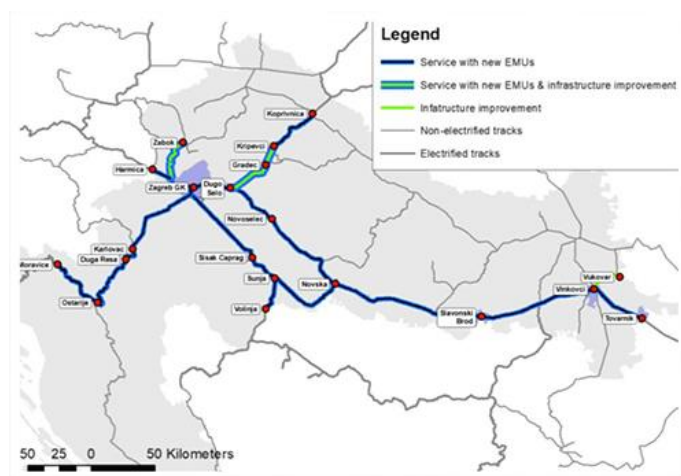 Legend
Service with new EMUs
Service with new EMUs & infrastructure improvement
Infatructure improvement
Non-electrified tracks
Electrified tracks
Koprivnica
Zabok
Kripevci
Harmica
Gradec
Zagreb GK
Dugo
Selo
Novoselec
Karlovac
Duga Resa
Sisak Caprag
Moravice
Sunja
Novska
Vukovar
Vinkovci
Ostarije
Volinja
Slavonski
Brod
Tovarnik
50 25 0 50 Kilometers